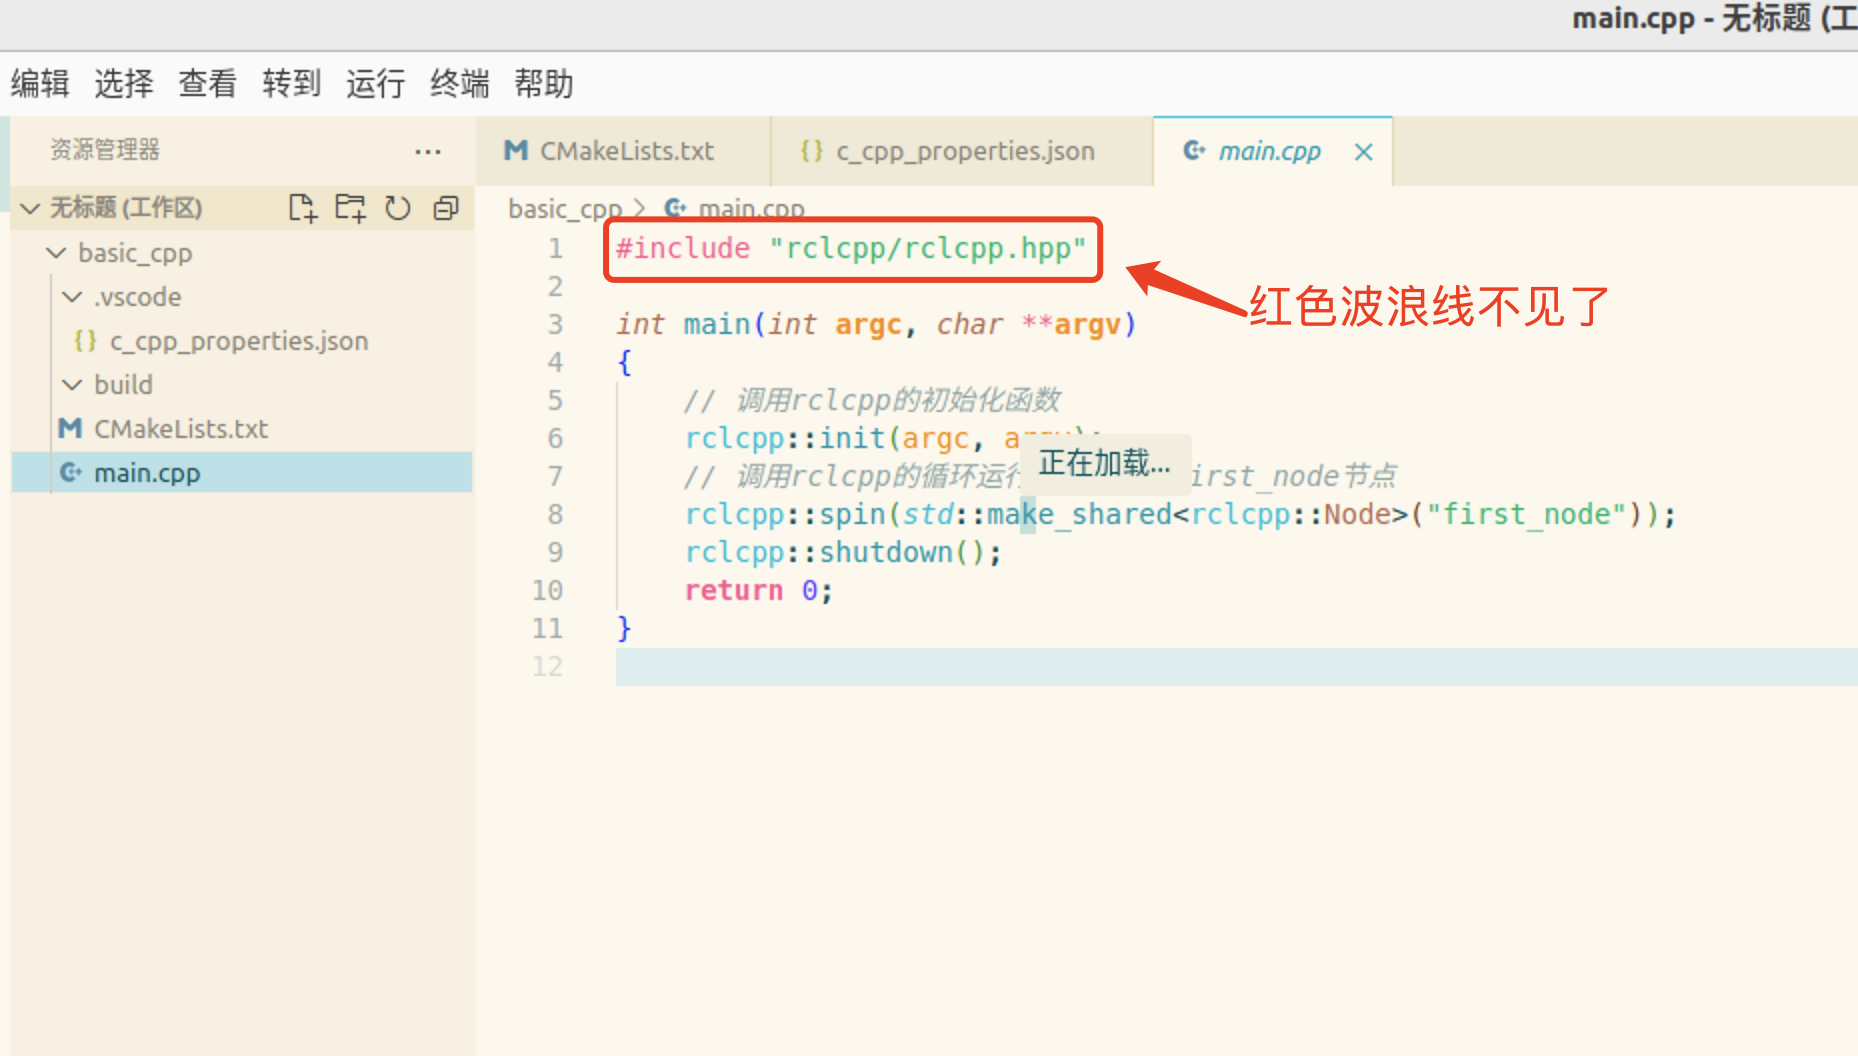 main.cpp - 无标题 (工
编辑 选择 查看 转到 运行 终端 帮助
资源管理器 ...
无标题 (工作区)
basic_cpp
.vscode
{} c_cpp_properties.json
build
M CMakeLists.txt
main.cpp
M CMakeLists.txt {} c_cpp_properties.json main.cpp ×
basic_cpp > main.cpp
1 #include "rclcpp/rclcpp.hpp"
红色波浪线不见了
2
3 int main(int argc, char **argv)
4 {
5 // 调用rclcpp的初始化函数
6 rclcpp::init(argc,
正在加载...
7 // 调用rclcpp的循环运行 irst_node节点
8 rclcpp::spin(std::make_shared<rclcpp::Node>("first_node"));
9 rclcpp::shutdown();
10 return 0;
11 }
12